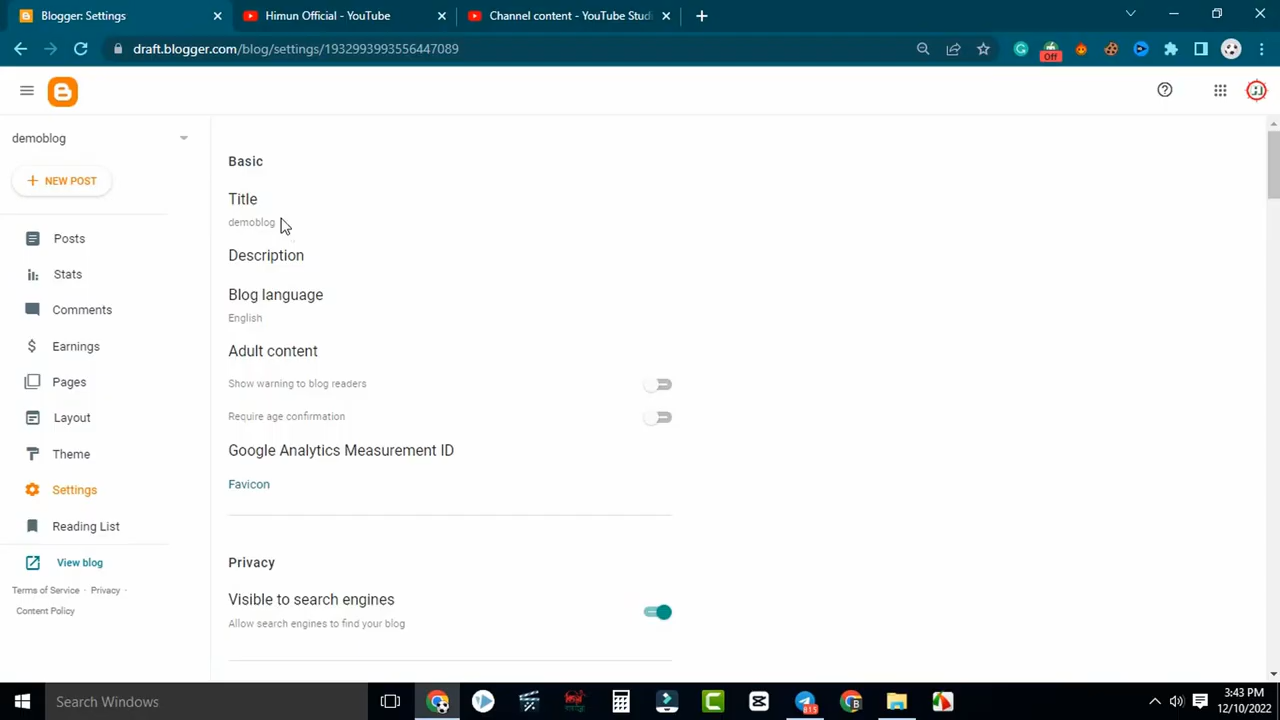 Blogger: Settings
Himun Official - YouTube
Channel content - YouTube Studi
draft.blogger.com/blog/settings/1932993993556447089
Off
demoblog
NEW POST
Posts
Stats
Comments
Earnings
Pages
Layout
Theme
Settings
Reading List
View blog
Terms of Service · Privacy ·
Content Policy
Basic
Title
demoblog
Description
Blog language
English
Adult content
Show warning to blog readers
Require age confirmation
Google Analytics Measurement ID
Favicon
Privacy
Visible to search engines
Allow search engines to find your blog
Search Windows
3:43 PM
12/10/2022